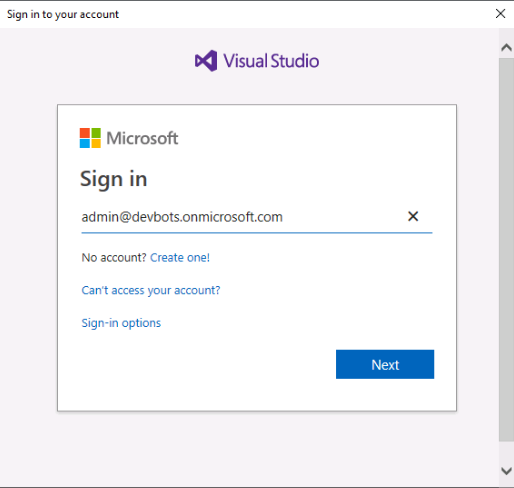 Sign in to your account
Visual Studio
Microsoft
Sign in
admin@devbots.onmicrosoft.com
No account? Create one!
Can't access your account?
Sign-in options
Next